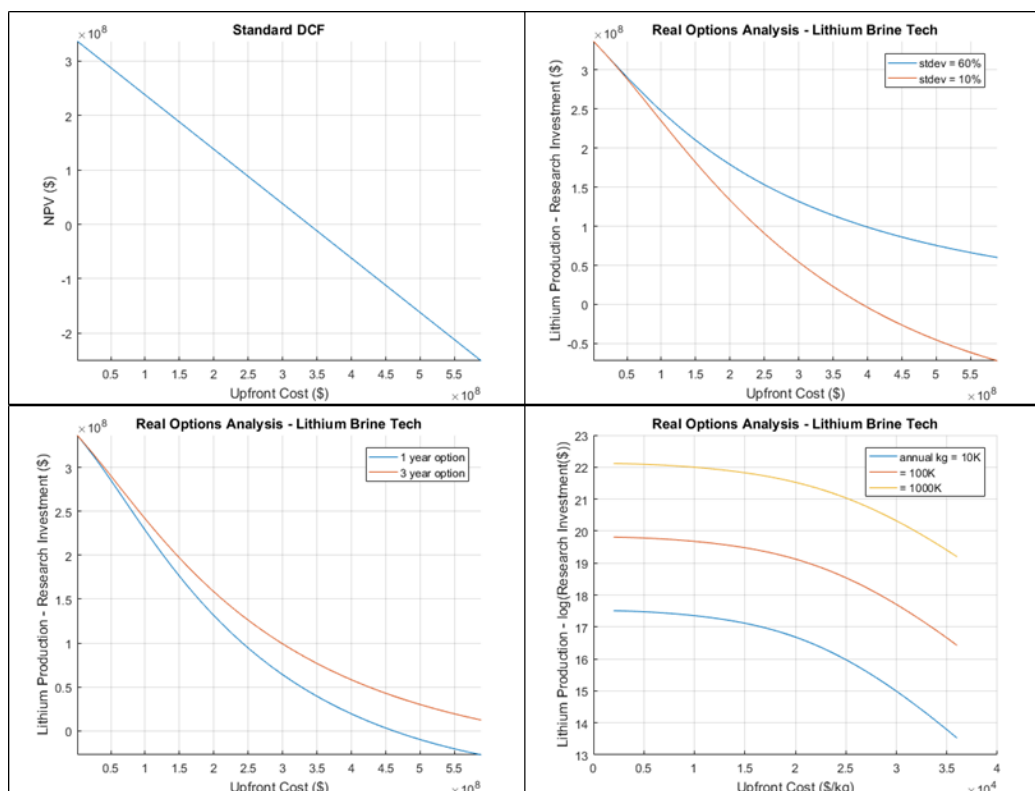 Standard DCF
× 10^8
3
2
1
0
-1
-2
NPV ($)
0.5 1 1.5 2 2.5 3 3.5 4 4.5 5 5.5
Upfront Cost ($)
× 10^8
Real Options Analysis - Lithium Brine Tech
× 10^8
stdev = 60%
stdev = 10%
3
2.5
2
1.5
1
0.5
0
-0.5
Lithium Production - Research Investment ($)
0.5 1 1.5 2 2.5 3 3.5 4 4.5 5 5.5
Upfront Cost ($)
× 10^8
Real Options Analysis - Lithium Brine Tech
× 10^8
1 year option
3 year option
3
2.5
2
1.5
1
0.5
0
Lithium Production - Research Investment ($)
0.5 1 1.5 2 2.5 3 3.5 4 4.5 5 5.5
Upfront Cost ($)
× 10^8
Real Options Analysis - Lithium Brine Tech
annual kg = 10K
= 100K
= 1000K
23
22
21
20
19
18
17
16
15
14
13
Lithium Production - log(Research Investment($))
0 0.5 1 1.5 2 2.5 3 3.5 4
Upfront Cost ($/kg)
× 10^4